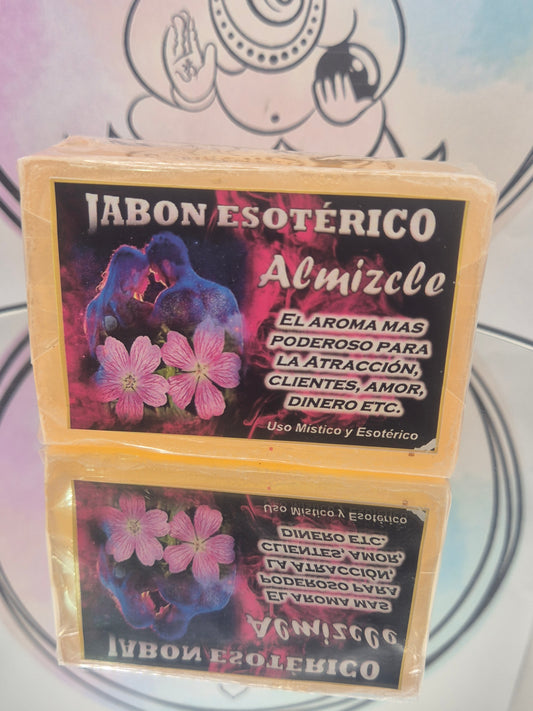 JABON ESOTÉRICO
Almizcle
EL AROMA MAS
PODEROSO PARA
LA ATRACCIÓN,
CLIENTES, AMOR,
DINERO ETC.
Uso Místico y Esotérico